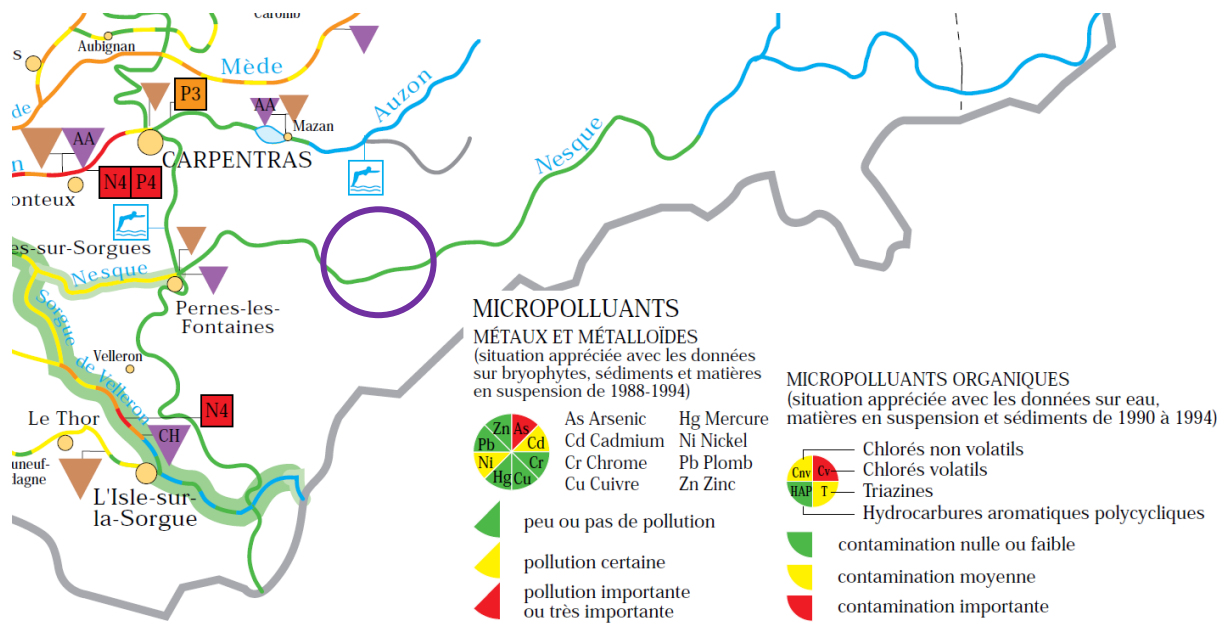 Caromb
Aubignan
s
Mède
de
P3
AA
Auzon
Mazan
AA
CARPENTRAS
n
N4 P4
onteux
Nesque
es-sur-Sorgues
Nesque
Pernes-les-
Fontaines
Sorgue de Velleron
Velleron
N4
Le Thor
CH
uneuf-
dagne
L'Isle-sur-
la-Sorgue
MICROPOLLUANTS
MÉTAUX ET MÉTALLOÏDES
(situation appréciée avec les données
sur bryophytes, sédiments et matières
en suspension de 1988-1994)
Zn As
Pb Cd
Ni Cr
Hg Cu
As Arsenic Hg Mercure
Cd Cadmium Ni Nickel
Cr Chrome Pb Plomb
Cu Cuivre Zn Zinc
peu ou pas de pollution
pollution certaine
pollution importante
ou très importante
MICROPOLLUANTS ORGANIQUES
(situation appréciée avec les données sur eau,
matières en suspension et sédiments de 1990 à 1994)
Cnv Cv
HAP T
Chlorés non volatils
Chlorés volatils
Triazines
Hydrocarbures aromatiques polycycliques
contamination nulle ou faible
contamination moyenne
contamination importante